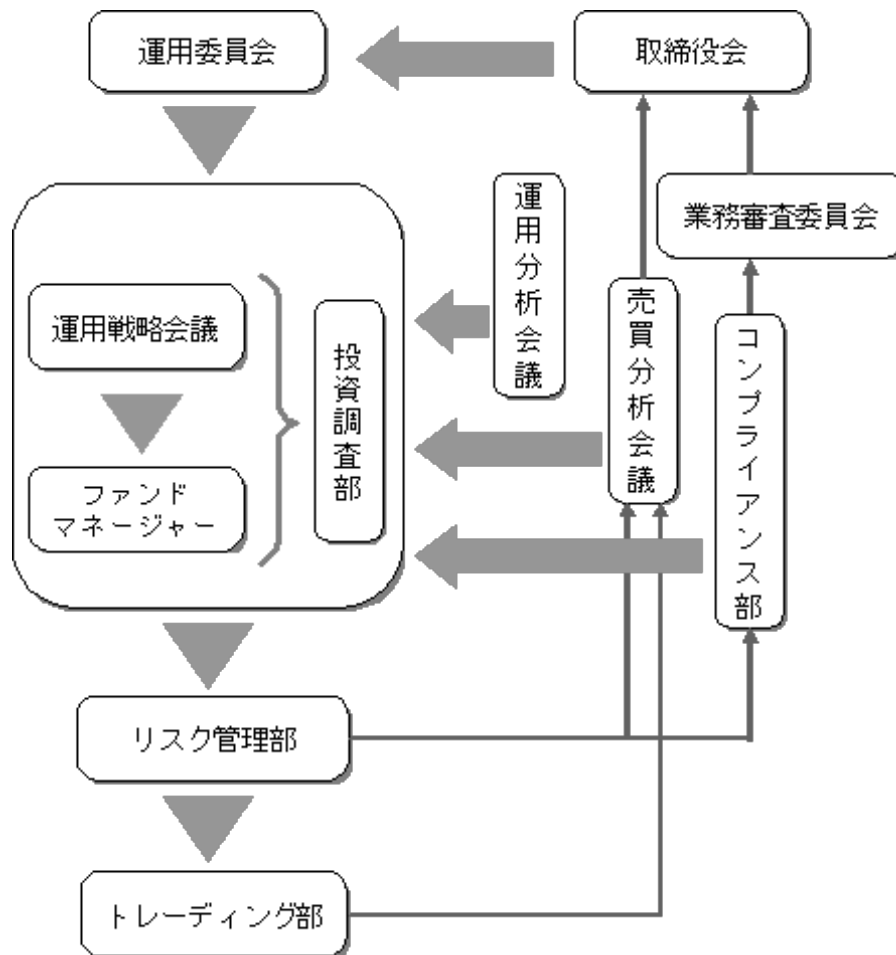 運用委員会
取締役会
運用分析会議
業務審査委員会
売買分析会議
運用戦略会議
投資調査部
コンプライアンス部
ファンド
マネージャー
リスク管理部
トレーディング部